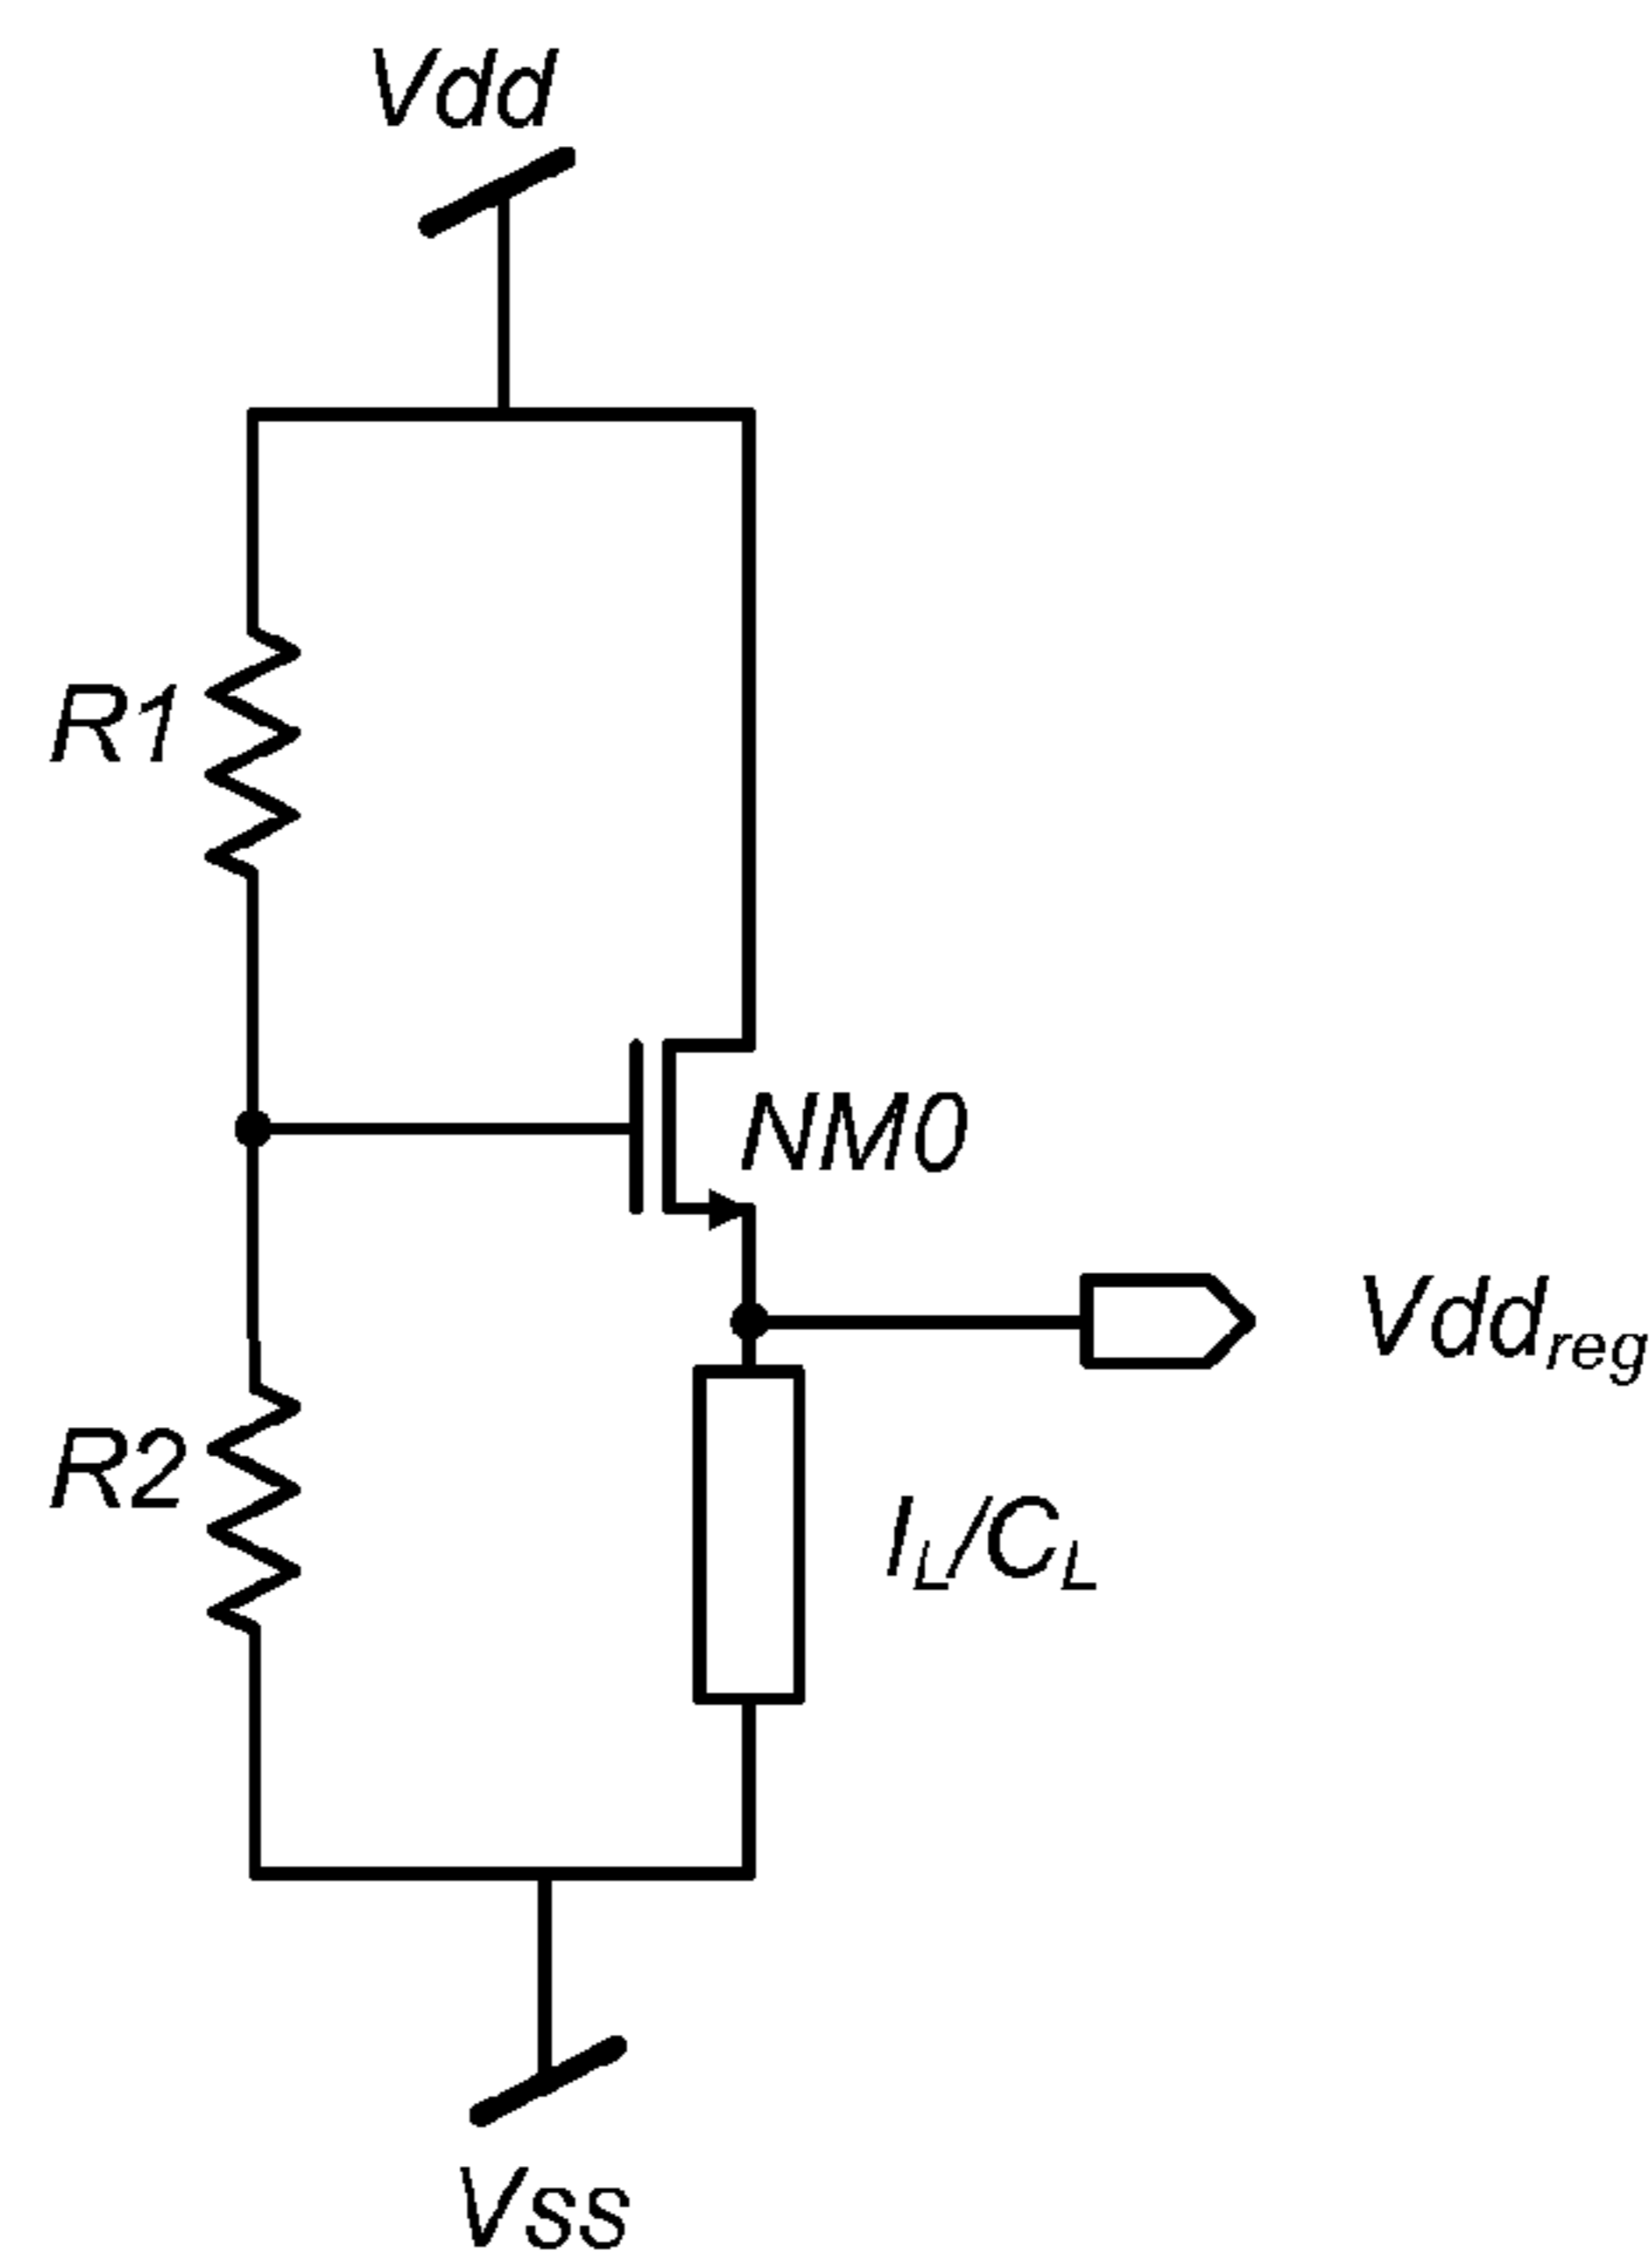 Vdd
R1
NM0
Vddreg
R2
IL/CL
Vss